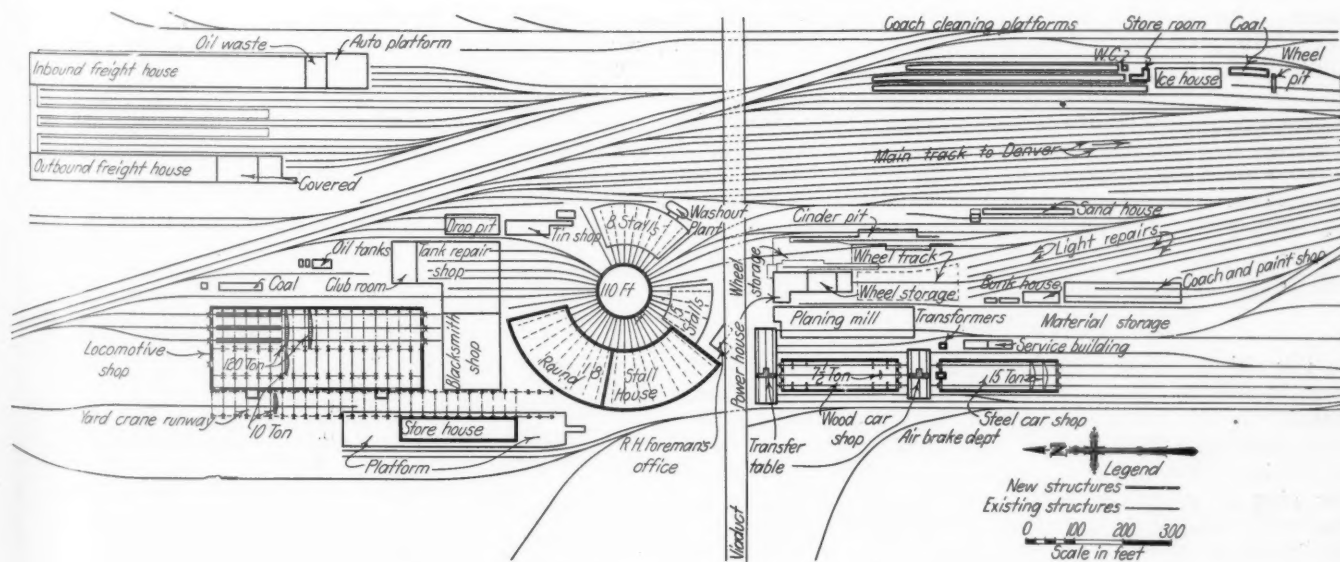 Oil waste
Auto platform
Inbound freight house
Outbound freight house
Covered
Coach cleaning platforms
Store room
Coal
W.C.?
Ice house
Wheel
pit
Main track to Denver
Drop pit
Tin shop
8 Stalls
Washout
Plant
Cinder pit
Sand house
Oil tanks
Tank repair
shop
Club room
Coal
110 Ft
5
Stalls
Wheel
storage
Wheel track
Wheel storage
Light repairs
Bunk house
Coach and paint shop
Locomotive
shop
120 Ton
Blacksmith
shop
Round
18
Stall
House
Power house
Planing mill
Transformers
Material storage
Service building
7½ Ton
15 Ton
Yard crane runway
10 Ton
Store house
Platform
R.H. Foreman's
office
Viaduct
Transfer
table
Wood car
shop
Air brake dept
Steel car shop
N
Legend
New structures
Existing structures
0 100 200 300
Scale in feet